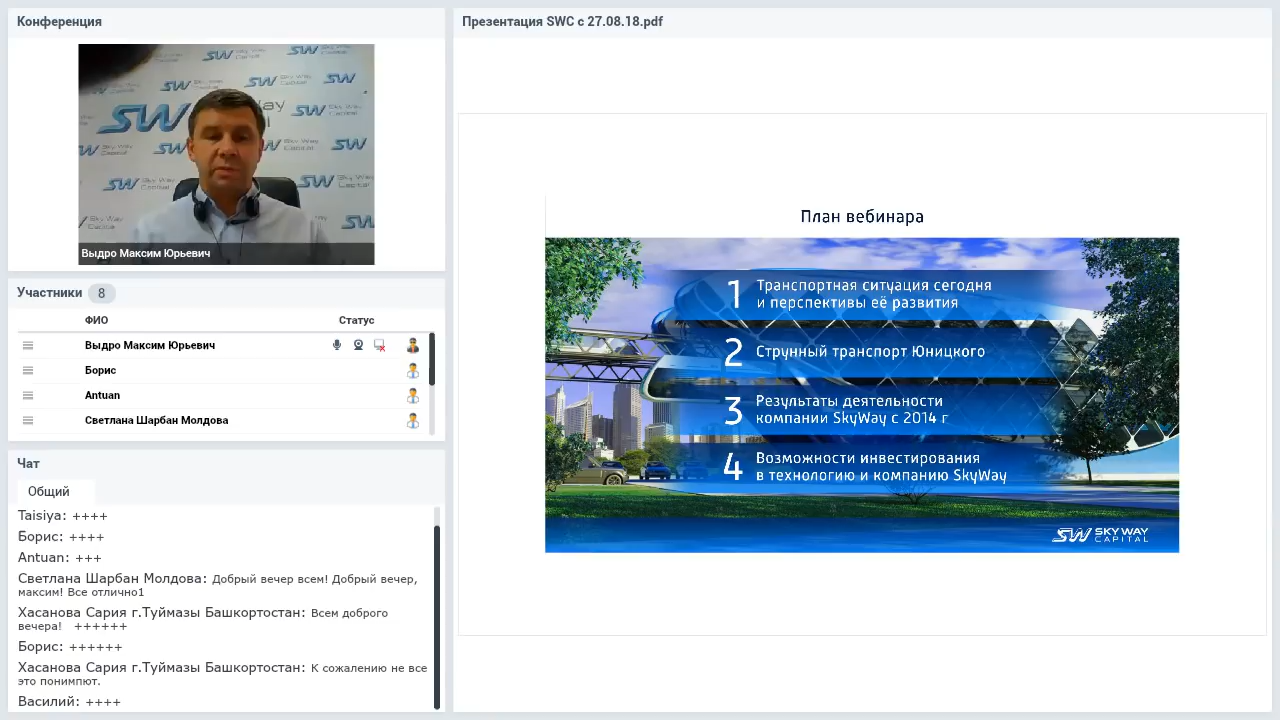 Конференция
SW
Sky Way
Capital
Выдро Максим Юрьевич
Участники 8
ФИО Статус
Выдро Максим Юрьевич
Борис
Antuan
Светлана Шарбан Молдова
Чат
Общий
Taisiya: ++++
Борис: ++++
Antuan: +++
Светлана Шарбан Молдова: Добрый вечер всем! Добрый вечер,
максим! Все отлично1
Хасанова Сария г.Туймазы Башкортостан: Всем доброго
вечера! ++++++
Борис: ++++++
Хасанова Сария г.Туймазы Башкортостан: К сожалению не все
это понимпют.
Василий: ++++
Презентация SWC с 27.08.18.pdf
План вебинара
1 Транспортная ситуация сегодня
и перспективы её развития
2 Струнный транспорт Юницкого
3 Результаты деятельности
компании SkyWay с 2014 г
4 Возможности инвестирования
в технологию и компанию SkyWay
SW SKY WAY
CAPITAL